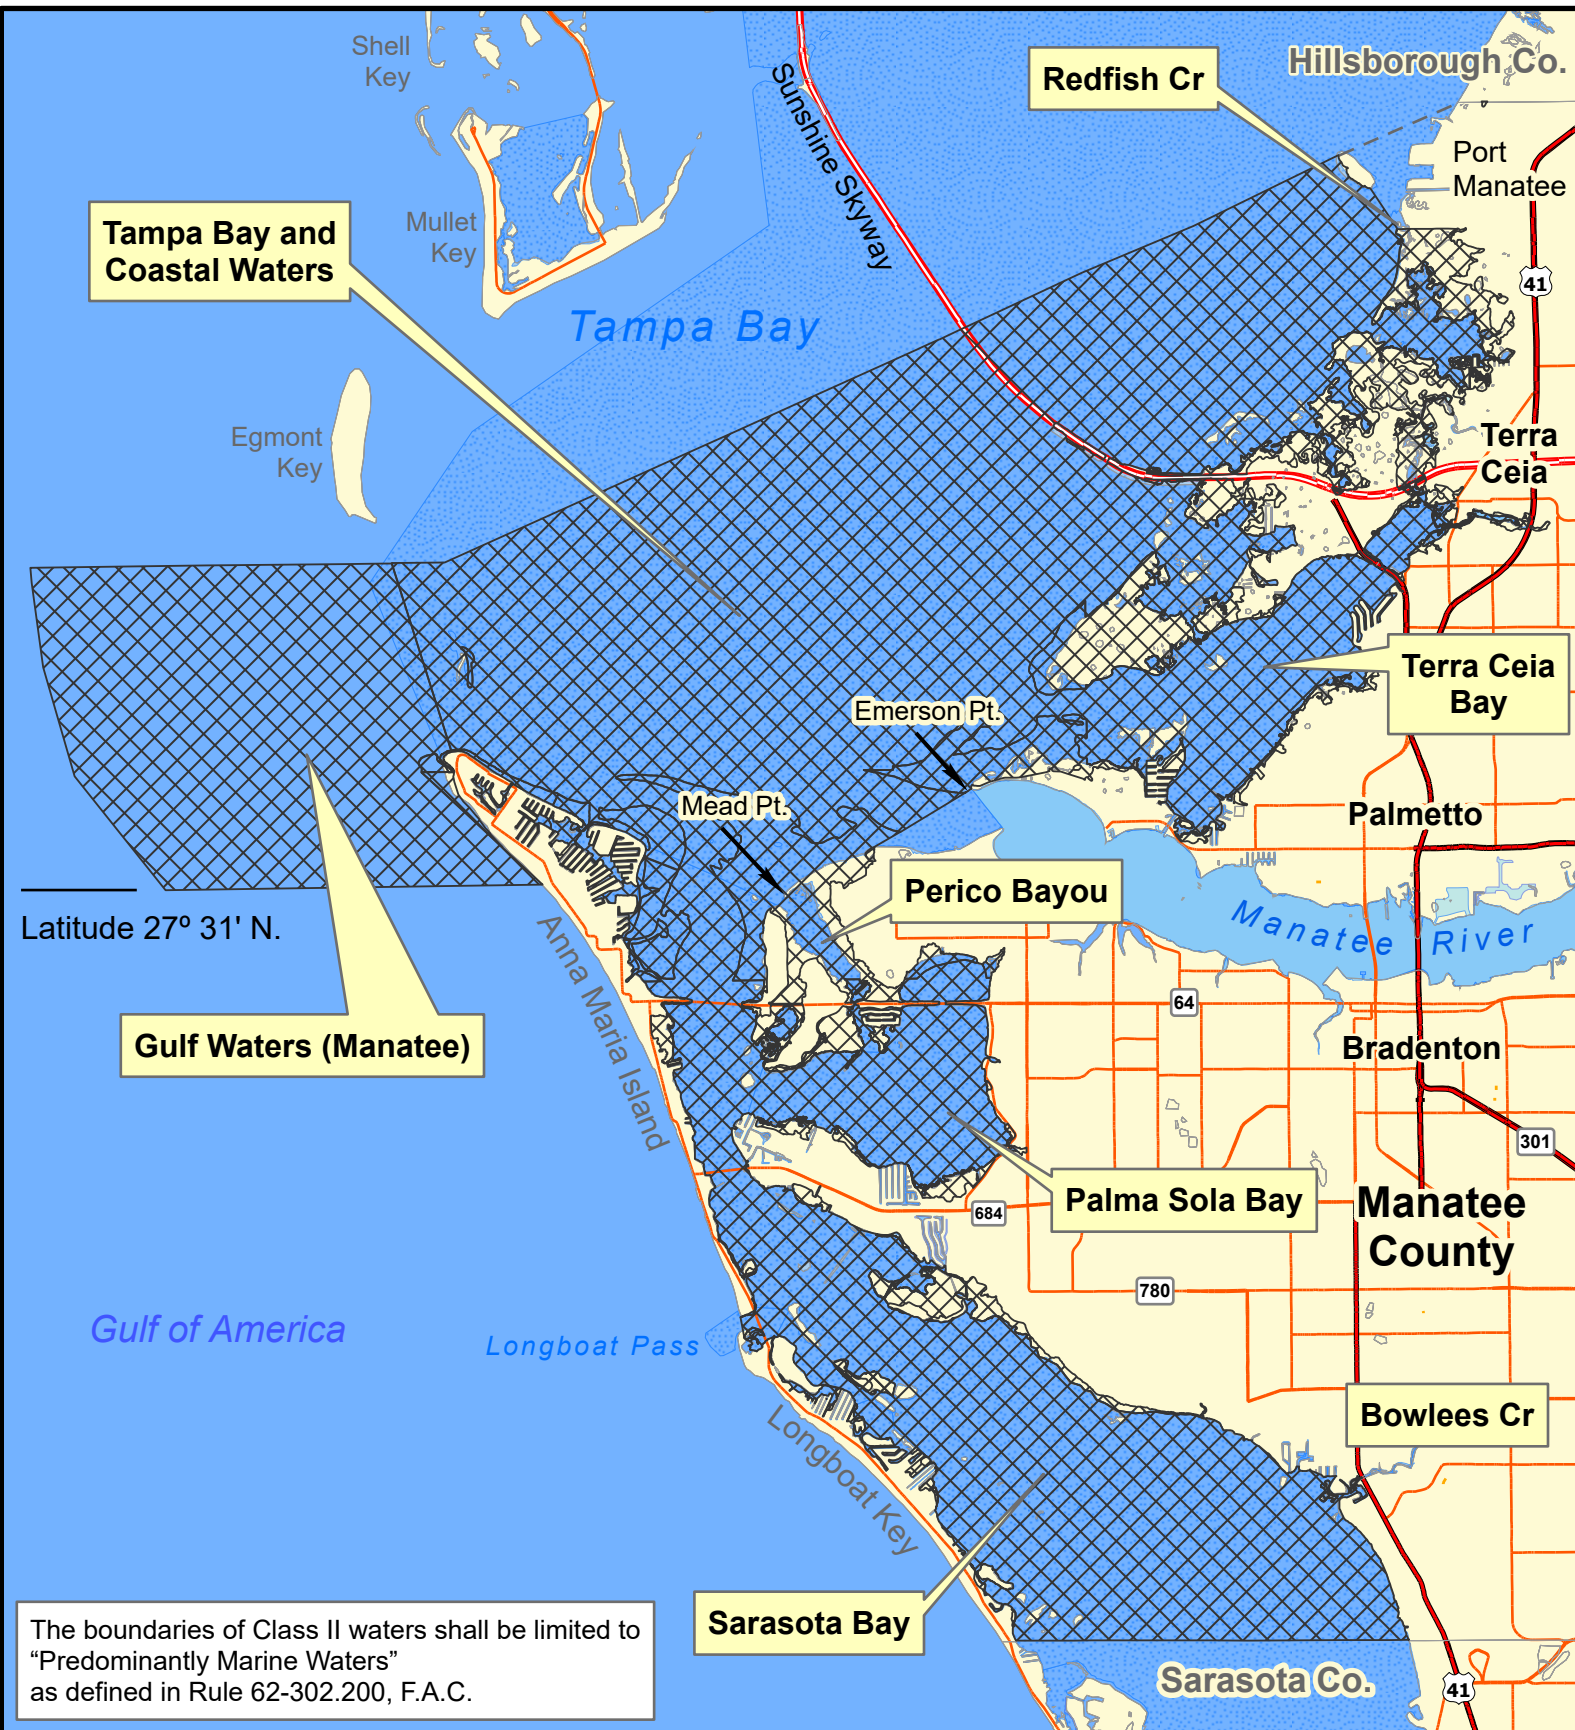 Shell
Key
Hillsborough Co.
Redfish Cr
Sunshine Skyway
Port
Manatee
Mullet
Key
Tampa Bay and
Coastal Waters
41
Tampa Bay
Egmont
Key
Terra
Ceia
Terra Ceia
Bay
Emerson Pt.
Mead Pt.
Palmetto
Perico Bayou
Latitude 27º 31' N.
Manatee River
Anna Maria Island
64
Gulf Waters (Manatee)
Bradenton
301
Palma Sola Bay
684
Manatee
County
780
Gulf of America
Longboat Pass
Bowlees Cr
Longboat Key
Sarasota Bay
The boundaries of Class II waters shall be limited to
“Predominantly Marine Waters”
as defined in Rule 62-302.200, F.A.C.
Sarasota Co.
41